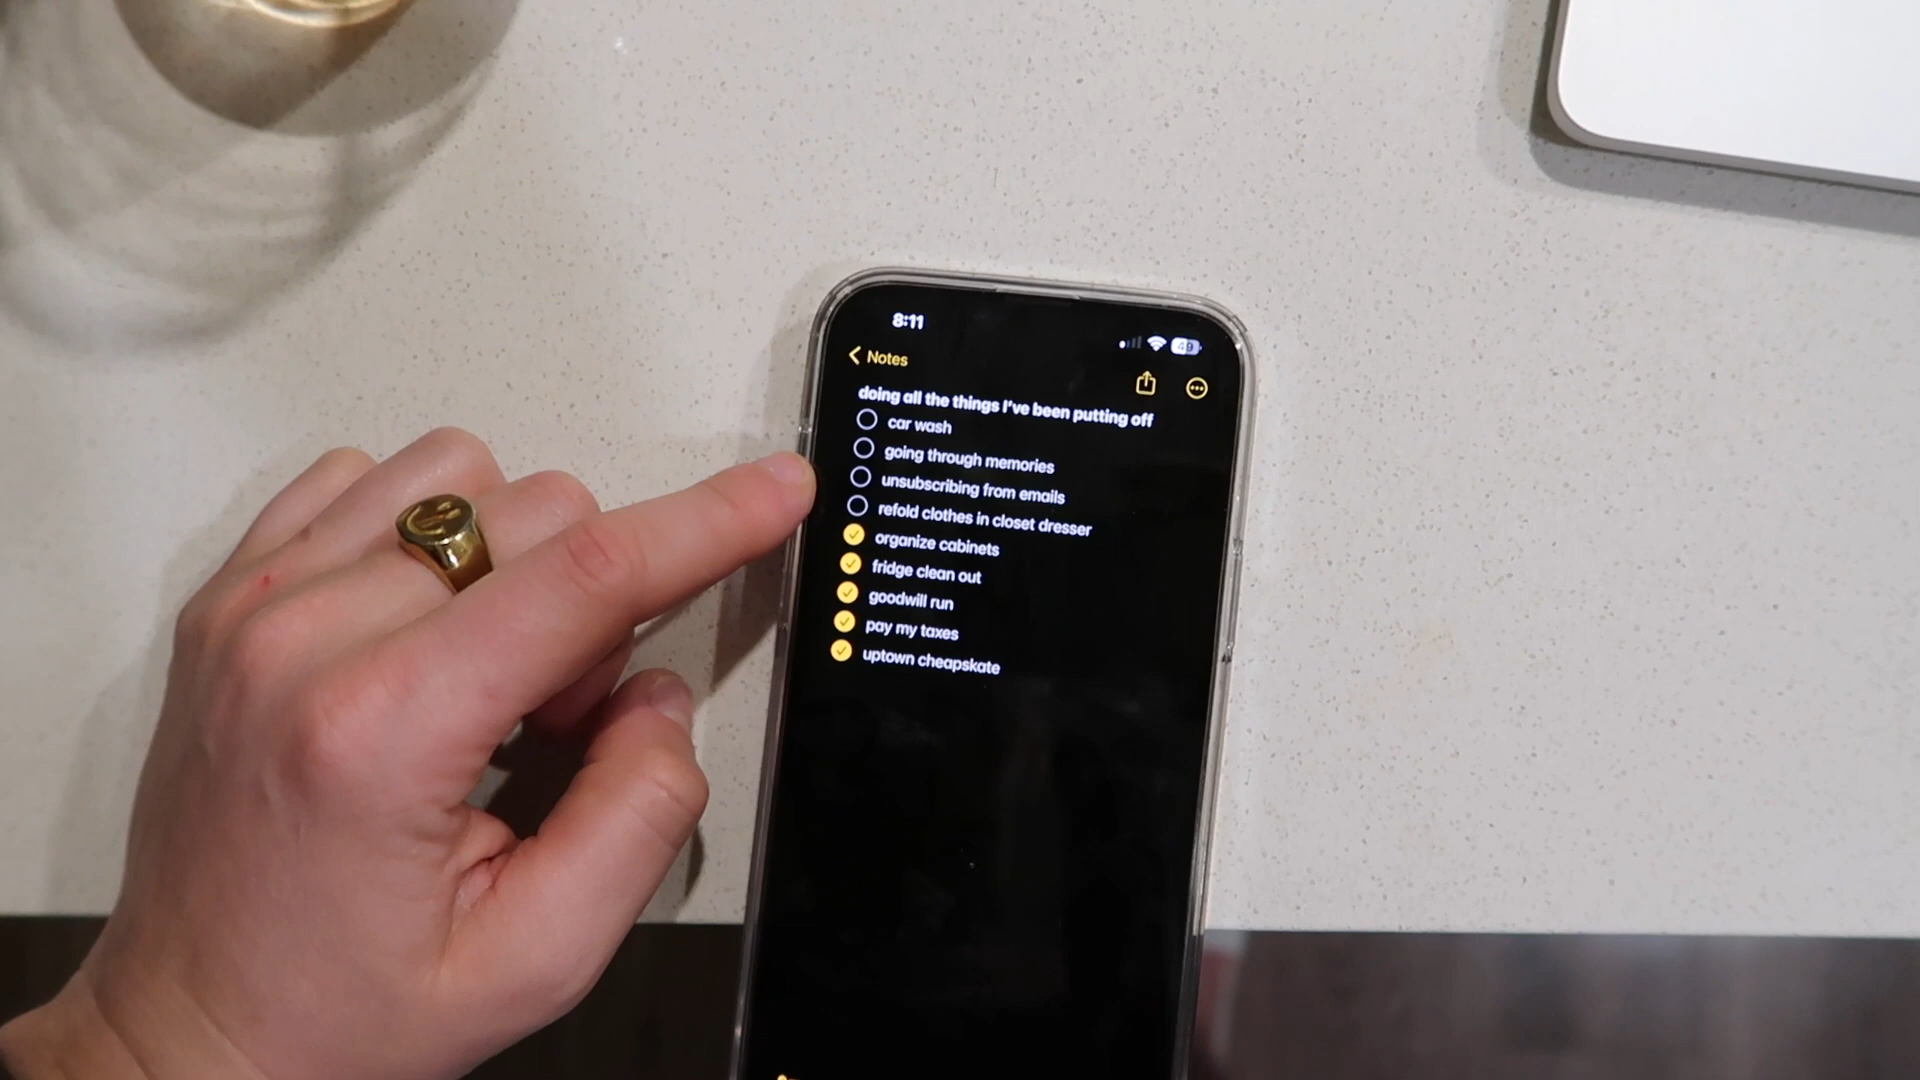 8:11
49
Notes
doing all the things I've been putting off
car wash
going through memories
unsubscribing from emails
refold clothes in closet dresser
organize cabinets
fridge clean out
goodwill run
pay my taxes
uptown cheapskate